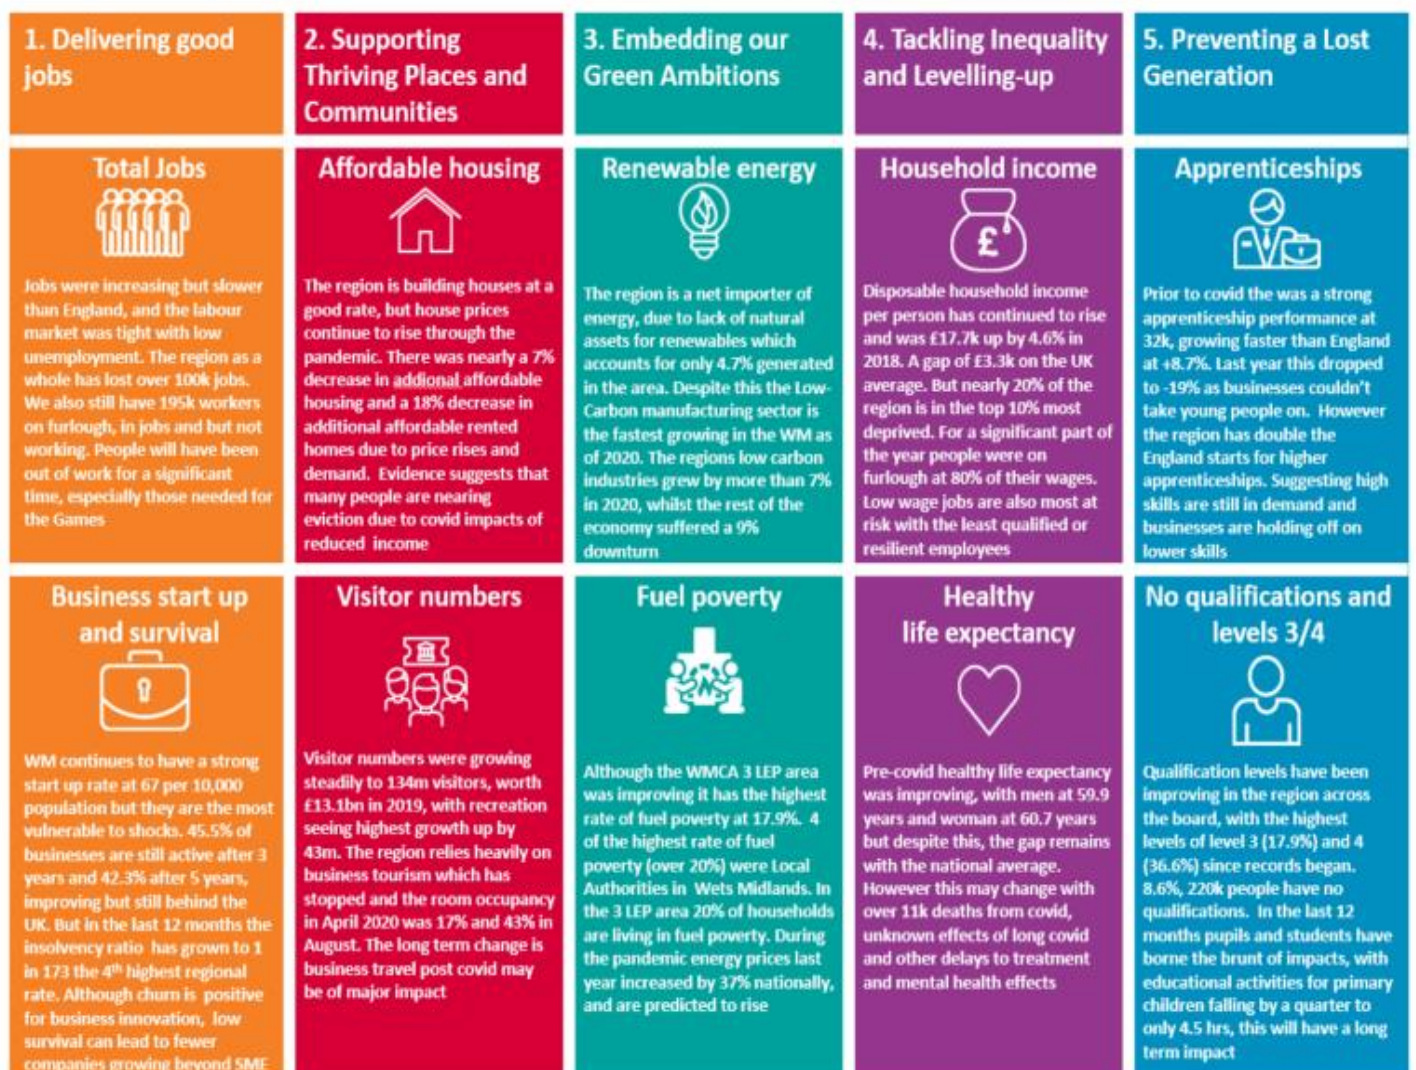 1. Delivering good
jobs
2. Supporting
Thriving Places and
Communities
3. Embedding our
Green Ambitions
4. Tackling Inequality
and Levelling-up
5. Preventing a Lost
Generation
Total Jobs
Jobs were increasing but slower
than England, and the labour
market was tight with low
unemployment. The region as a
whole has lost over 100k jobs.
We also still have 195k workers
on furlough, in jobs and but not
working. People will have been
out of work for a significant
time, especially those needed for
the Games
Affordable housing
The region is building houses at a
good rate, but house prices
continue to rise through the
pandemic. There was nearly a 7%
decrease in addional affordable
housing and a 18% decrease in
additional affordable rented
homes due to price rises and
demand. Evidence suggests that
many people are nearing
eviction due to covid impacts of
reduced income
Renewable energy
The region is a net importer of
energy, due to lack of natural
assets for renewables which
accounts for only 4.7% generated
in the area. Despite this the Low-
Carbon manufacturing sector is
the fastest growing in the WM as
of 2020. The regions low carbon
industries grew by more than 7%
in 2020, whilst the rest of the
economy suffered a 9%
downturn
Household income
£
Disposable household income
per person has continued to rise
and was £17.7k up by 4.6% in
2018. A gap of £3.3k on the UK
average. But nearly 20% of the
region is in the top 10% most
deprived. For a significant part of
the year people were on
furlough at 80% of their wages.
Low wage jobs are also most at
risk with the least qualified or
resilient employees
Apprenticeships
Prior to covid the was a strong
apprenticeship performance at
32k, growing faster than England
at +8.7%. Last year this dropped
to -19% as businesses couldn't
take young people on. However
the region has double the
England starts for higher
apprenticeships. Suggesting high
skills are still in demand and
businesses are holding off on
lower skills
Business start up
and survival
WM continues to have a strong
start up rate at 67 per 10,000
population but they are the most
vulnerable to shocks. 45.5% of
businesses are still active after 3
years and 42.3% after 5 years,
improving but still behind the
UK. But in the last 12 months the
insolvency ratio has grown to 1
in 173 the 4th highest regional
rate. Although churn is positive
for business innovation, low
survival can lead to fewer
companies growing beyond SME
Visitor numbers
Visitor numbers were growing
steadily to 134m visitors, worth
£13.1bn in 2019, with recreation
seeing highest growth up by
43m. The region relies heavily on
business tourism which has
stopped and the room occupancy
in April 2020 was 17% and 43% in
August. The long term change is
business travel post covid may
be of major impact
Fuel poverty
Although the WMCA 3 LEP area
was improving it has the highest
rate of fuel poverty at 17.9%. 4
of the highest rate of fuel
poverty (over 20%) were Local
Authorities in Wets Midlands. In
the 3 LEP area 20% of households
are living in fuel poverty. During
the pandemic energy prices last
year increased by 37% nationally,
and are predicted to rise
Healthy
life expectancy
Pre-covid healthy life expectancy
was improving, with men at 59.9
years and woman at 60.7 years
but despite this, the gap remains
with the national average.
However this may change with
over 11k deaths from covid,
unknown effects of long covid
and other delays to treatment
and mental health effects
No qualifications and
levels 3/4
Qualification levels have been
improving in the region across
the board, with the highest
levels of level 3 (17.9%) and 4
(36.6%) since records began.
8.6%, 220k people have no
qualifications. In the last 12
months pupils and students have
borne the brunt of impacts, with
educational activities for primary
children falling by a quarter to
only 4.5 hrs, this will have a long
term impact